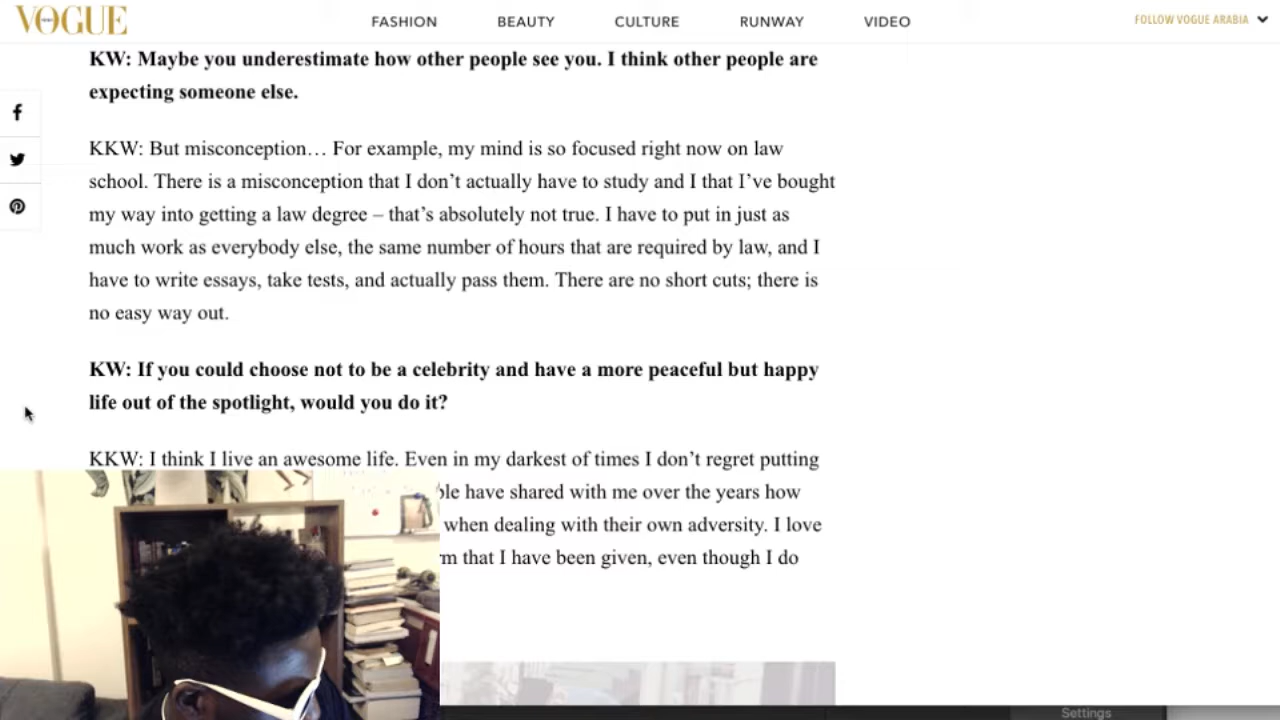 VOGUE
FASHION BEAUTY CULTURE RUNWAY VIDEO
FOLLOW VOGUE ARABIA
KW: Maybe you underestimate how other people see you. I think other people are
expecting someone else.
KKW: But misconception… For example, my mind is so focused right now on law
school. There is a misconception that I don’t actually have to study and I that I’ve bought
my way into getting a law degree – that’s absolutely not true. I have to put in just as
much work as everybody else, the same number of hours that are required by law, and I
have to write essays, take tests, and actually pass them. There are no short cuts; there is
no easy way out.
KW: If you could choose not to be a celebrity and have a more peaceful but happy
life out of the spotlight, would you do it?
KKW: I think I live an awesome life. Even in my darkest of times I don’t regret putting
have shared with me over the years how
when dealing with their own adversity. I love
that I have been given, even though I do
Settings